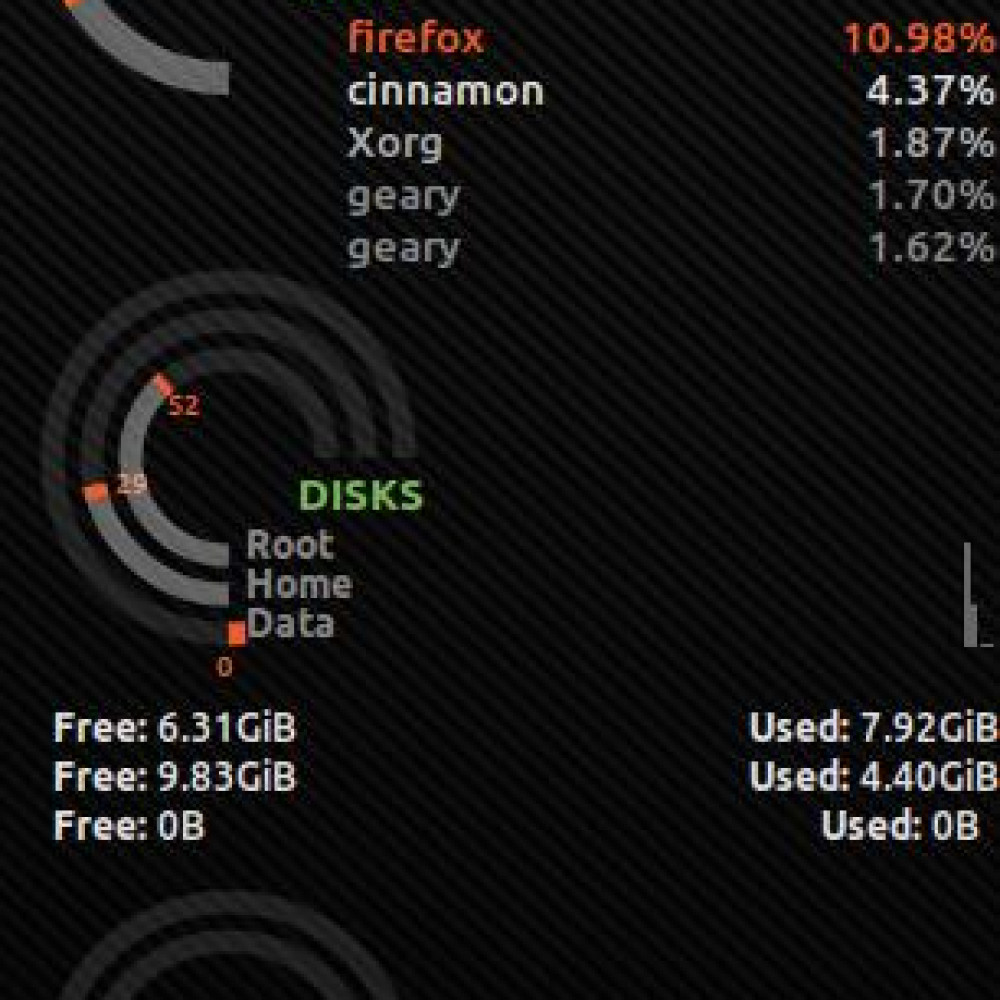 firefox 10.98%
cinnamon 4.37%
Xorg 1.87%
geary 1.70%
geary 1.62%
52
29
DISKS
Root
Home
Data
0
Free: 6.31GiB Used: 7.92GiB
Free: 9.83GiB Used: 4.40GiB
Free: 0B Used: 0B